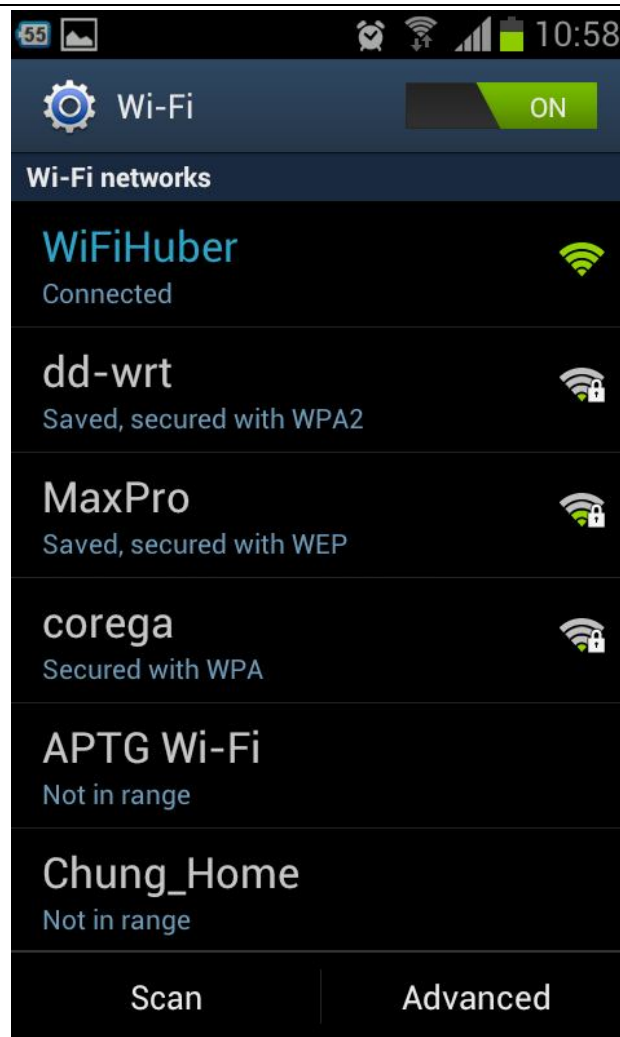 55
10:58
Wi-Fi
ON
Wi-Fi networks
WiFiHuber
Connected
dd-wrt
Saved, secured with WPA2
MaxPro
Saved, secured with WEP
corega
Secured with WPA
APTG Wi-Fi
Not in range
Chung_Home
Not in range
Scan
Advanced